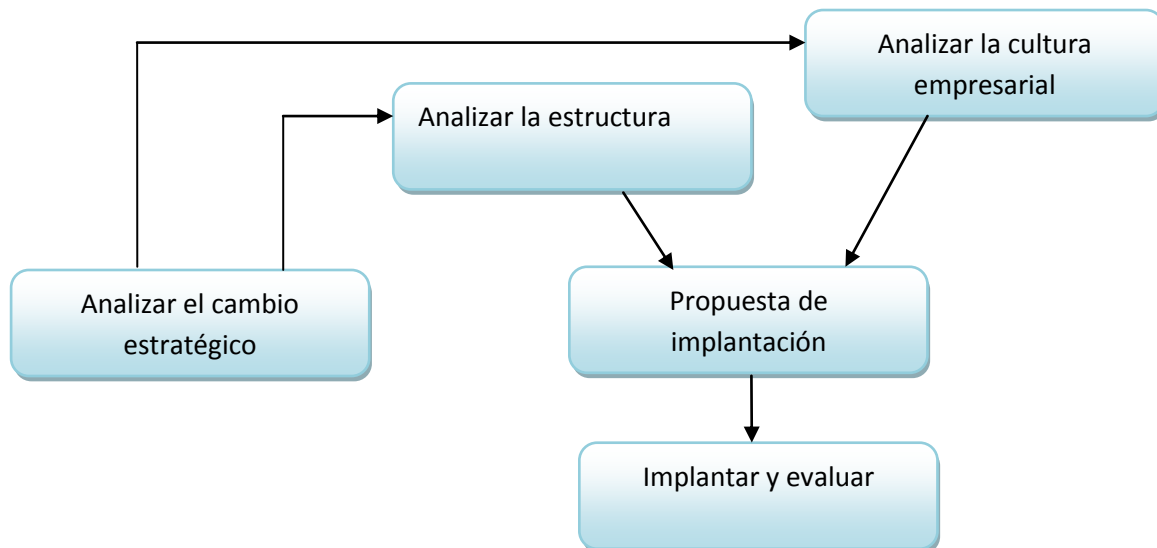 Analizar la cultura
empresarial
Analizar la estructura
Analizar el cambio
estratégico
Propuesta de
implantación
Implantar y evaluar